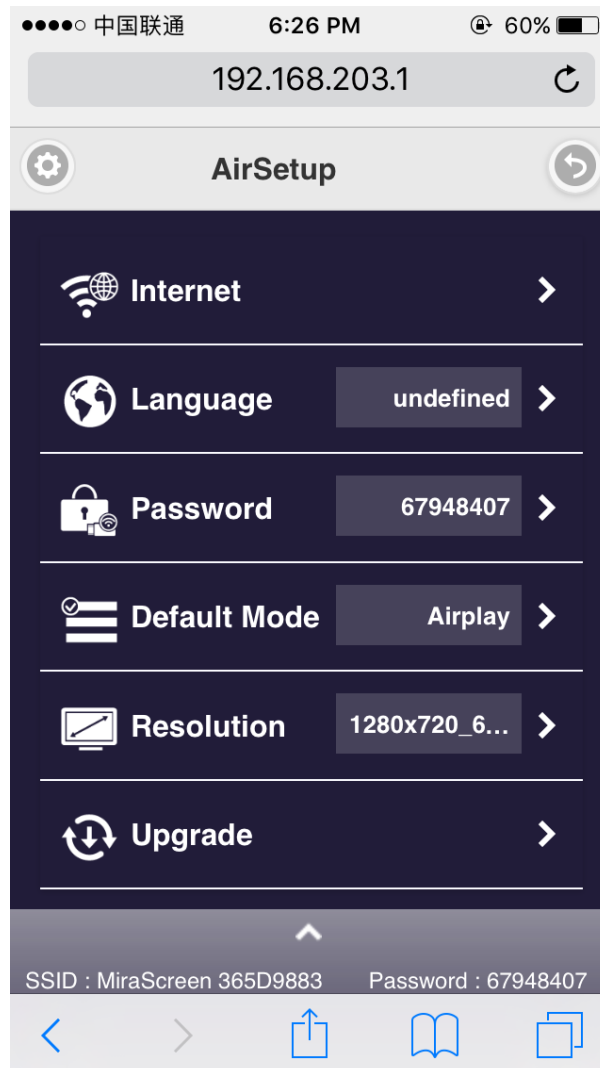 中国联通 6:26 PM 60%
192.168.203.1
AirSetup
Internet
Language undefined
Password 67948407
Default Mode Airplay
Resolution 1280x720_6...
Upgrade
SSID : MiraScreen 365D9883 Password : 67948407